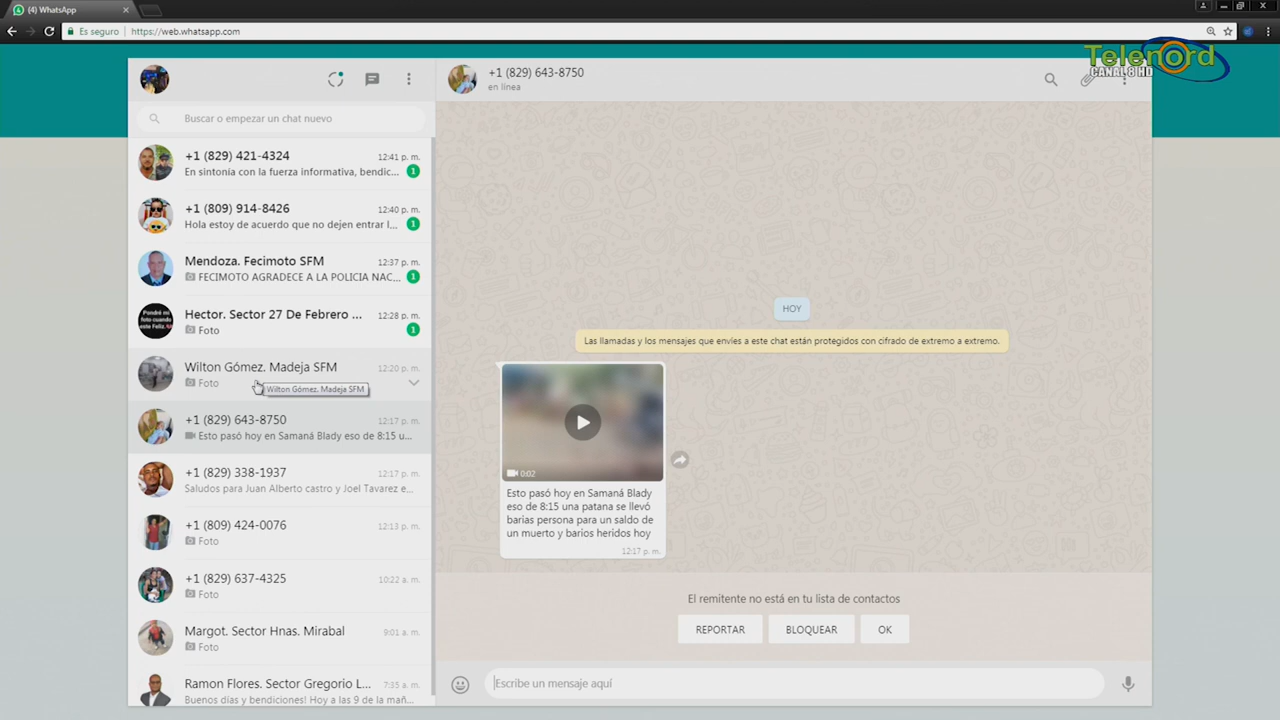 (4) WhatsApp
Es seguro
https://web.whatsapp.com
Telenord
CANAL 8 HD
Buscar o empezar un chat nuevo
+1 (829) 421-4324
12:41 p. m.
En sintonía con la fuerza informativa, bendic...
1
+1 (809) 914-8426
12:40 p. m.
Hola estoy de acuerdo que no dejen entrar l...
1
Mendoza. Fecimoto SFM
12:37 p. m.
FECIMOTO AGRADECE A LA POLICIA NAC...
1
Hector. Sector 27 De Febrero ...
12:28 p. m.
Foto
1
Wilton Gómez. Madeja SFM
12:20 p. m.
Foto
Wilton Gómez. Madeja SFM
+1 (829) 643-8750
12:17 p. m.
Esto pasó hoy en Samaná Blady eso de 8:15 u...
+1 (829) 338-1937
12:17 p. m.
Saludos para Juan Alberto castro y Joel Tavarez e...
+1 (809) 424-0076
12:13 p. m.
Foto
+1 (809) 637-4325
10:22 a. m.
Foto
Margot. Sector Hnas. Mirabal
9:01 a. m.
Foto
Ramon Flores. Sector Gregorio L...
7:35 a. m.
Buenos días y bendiciones! Hoy a las 9 de la mañ...
+1 (829) 643-8750
en línea
HOY
Las llamadas y los mensajes que envíes a este chat están protegidos con cifrado de extremo a extremo.
0:02
Esto pasó hoy en Samaná Blady
eso de 8:15 una patana se llevó
barias persona para un saldo de
un muerto y barios heridos hoy
12:17 p. m.
El remitente no está en tu lista de contactos
REPORTAR
BLOQUEAR
OK
Escribe un mensaje aquí